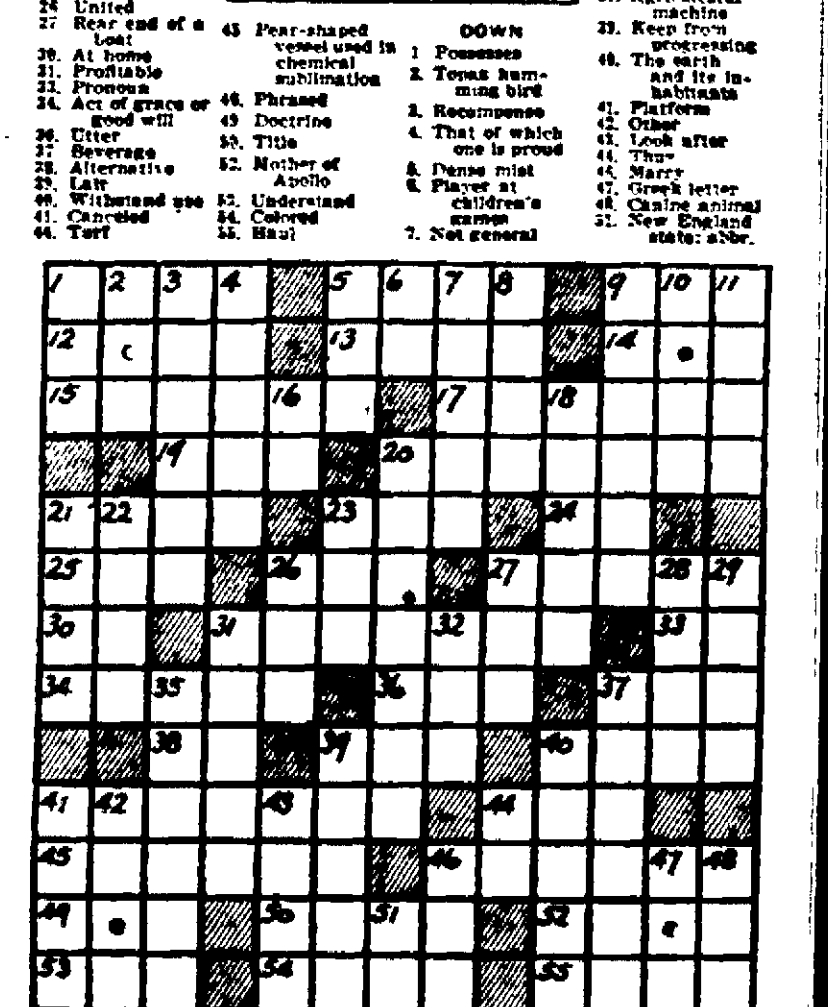 26 United
27 Rear end of a
boat
30. At home
31. Profitable
33. Pronoun
34. Act of grace or
good will
36. Utter
37 Beverage
38. Alternative
39. Lair
40. Withstand use
41. Canceled
44. Turf
45 Pear-shaped
vessel used in
chemical
sublimation
46. Phrased
49 Doctrine
50. Title
52. Mother of
Apollo
53. Understand
54. Colored
55. Haul
DOWN
1 Possesses
2. Texas hum-
ming bird
3. Recompense
4. That of which
one is proud
5. Dense mist
6. Player at
children's
games
7. Not general
machine
39. Keep from
progressing
40. The earth
and its in-
habitants
41. Platform
42. Other
43. Look after
44. Thus
46. Marry
47. Greek letter
48. Canine animal
51. New England
state: abbr.
1 2 3 4 5 6 7 8 9 10 11
12 13 14
15 16 17 18
19 20
21 22 23 24
25 26 27 28 29
30 31 32 33
34 35 36 37
38 39 40
41 42 43 44
45 46 47 48
49 50 51 52
53 54 55